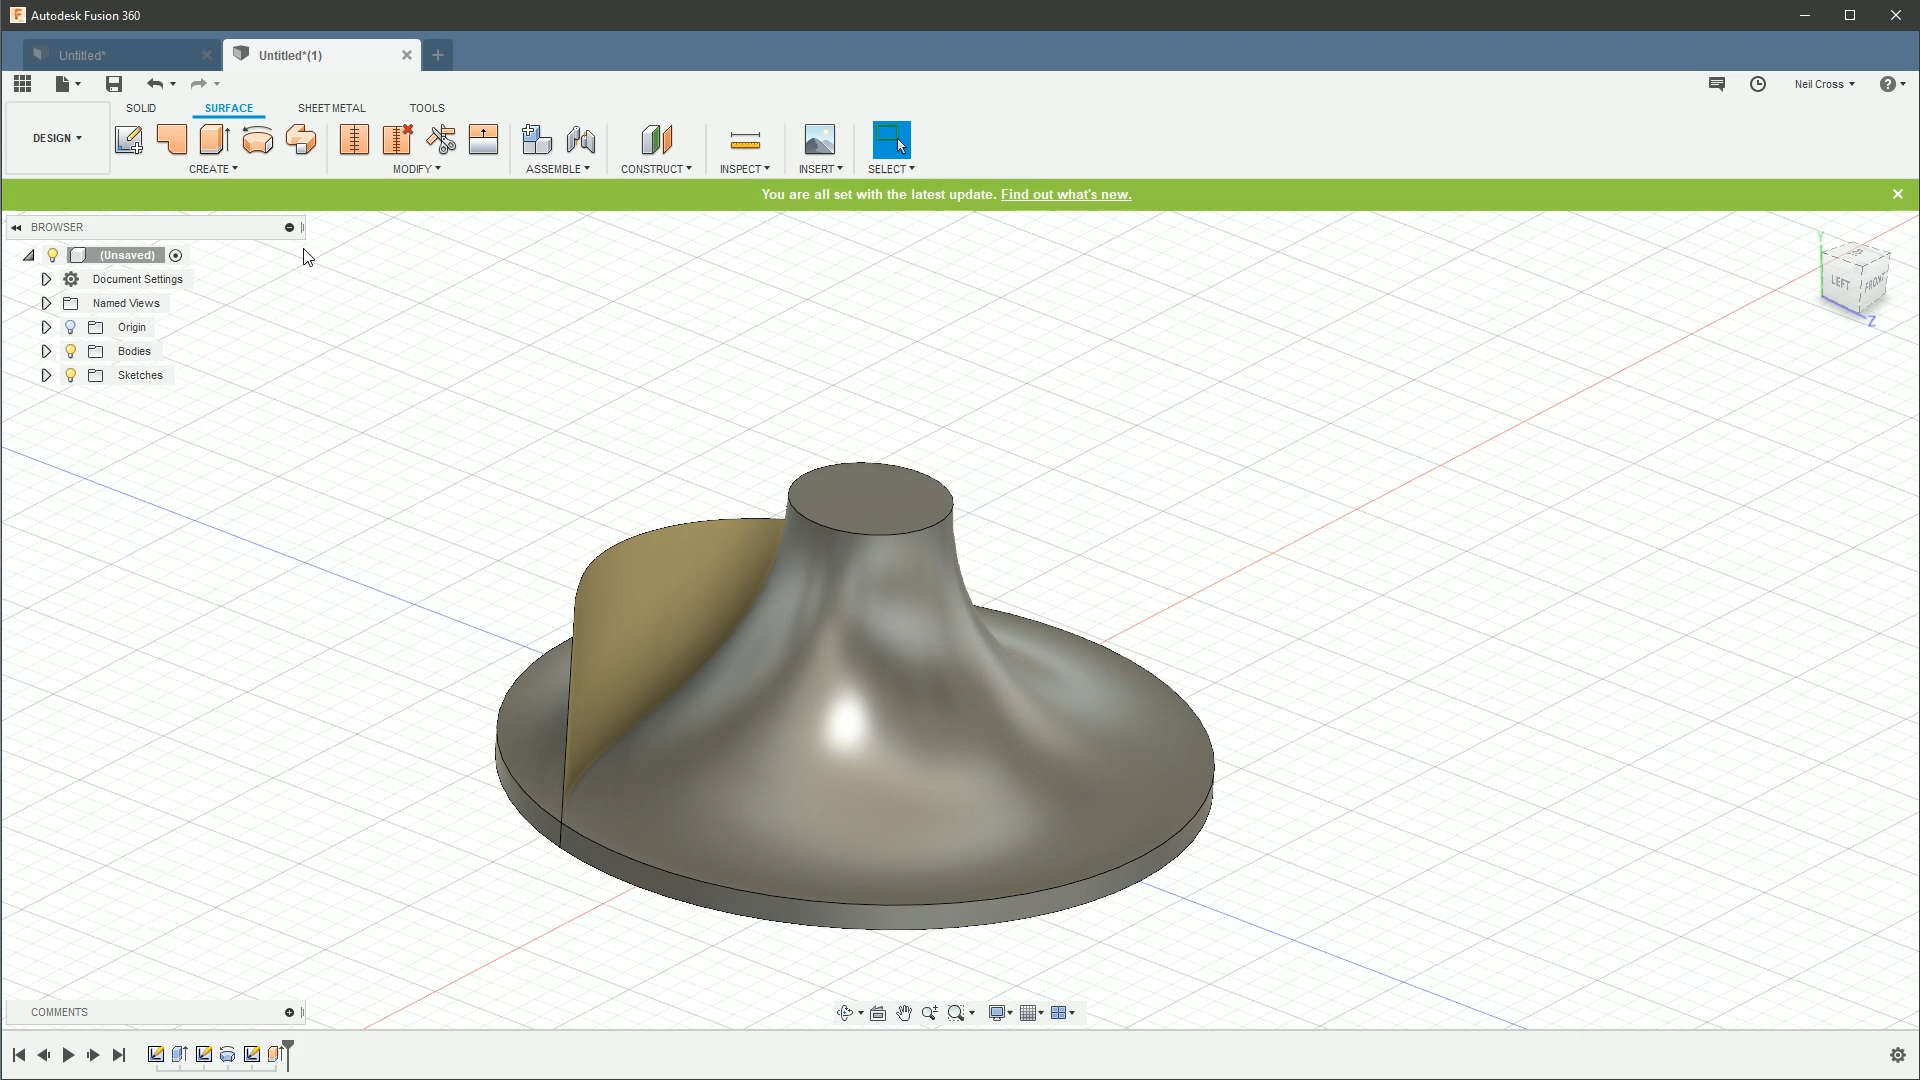 Autodesk Fusion 360
Untitled*
Untitled*(1)
Neil Cross
SOLID SURFACE SHEET METAL TOOLS
DESIGN
CREATE MODIFY ASSEMBLE CONSTRUCT INSPECT INSERT SELECT
You are all set with the latest update. Find out what's new.
BROWSER
(Unsaved)
Document Settings
Named Views
Origin
Bodies
Sketches
Y
LEFT
FRONT
Z
COMMENTS